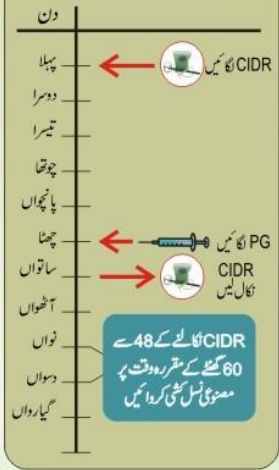 دن
پہلا
CIDR لگائیں
دوسرا
تیسرا
چوتھا
پانچواں
چھٹا
PG لگائیں
ساتواں
CIDR
نکال لیں
آٹھواں
نواں
دسواں
گیارواں
CIDR نکالنے کے 48 سے
60 گھنٹے کے مقررہ وقت پر
مصنوعی نسل کشی کروائیں